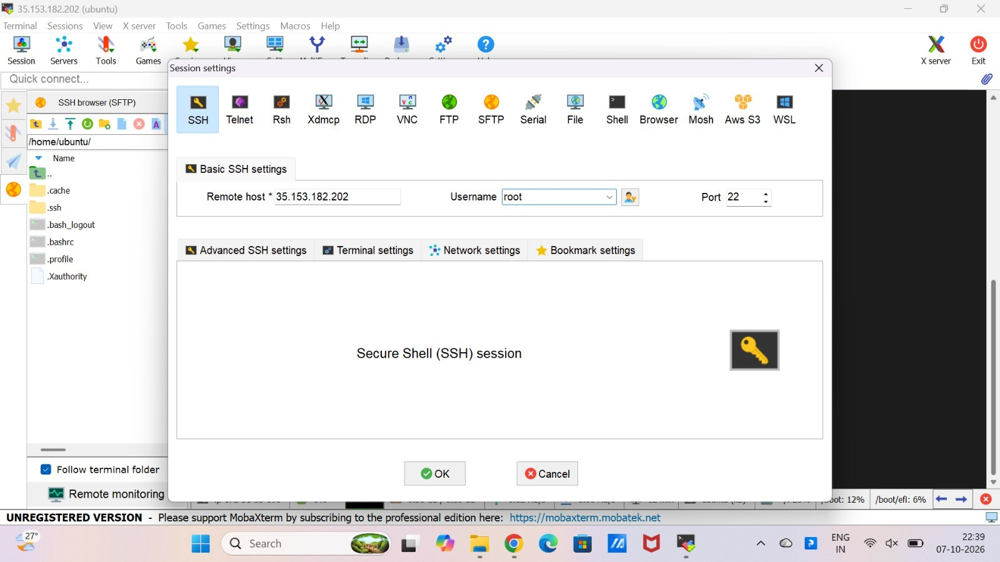 35.153.182.202 (ubuntu)
Terminal Sessions View X server Tools Games Settings Macros Help
Session Servers Tools Games X server Exit
Quick connect...
Session settings
SSH Telnet Rsh Xdmcp RDP VNC FTP SFTP Serial File Shell Browser Mosh Aws S3 WSL
SSH browser (SFTP)
/home/ubuntu/
Name
..
.cache
.ssh
.bash_logout
.bashrc
.profile
.Xauthority
Basic SSH settings
Remote host * 35.153.182.202 Username root Port 22
Advanced SSH settings Terminal settings Network settings Bookmark settings
Secure Shell (SSH) session
OK Cancel
Follow terminal folder
Remote monitoring
/boot: 12% /boot/efi: 6%
UNREGISTERED VERSION - Please support MobaXterm by subscribing to the professional edition here: https://mobaxterm.mobatek.net
27°
Search
ENG
IN
22:39
07-10-2026